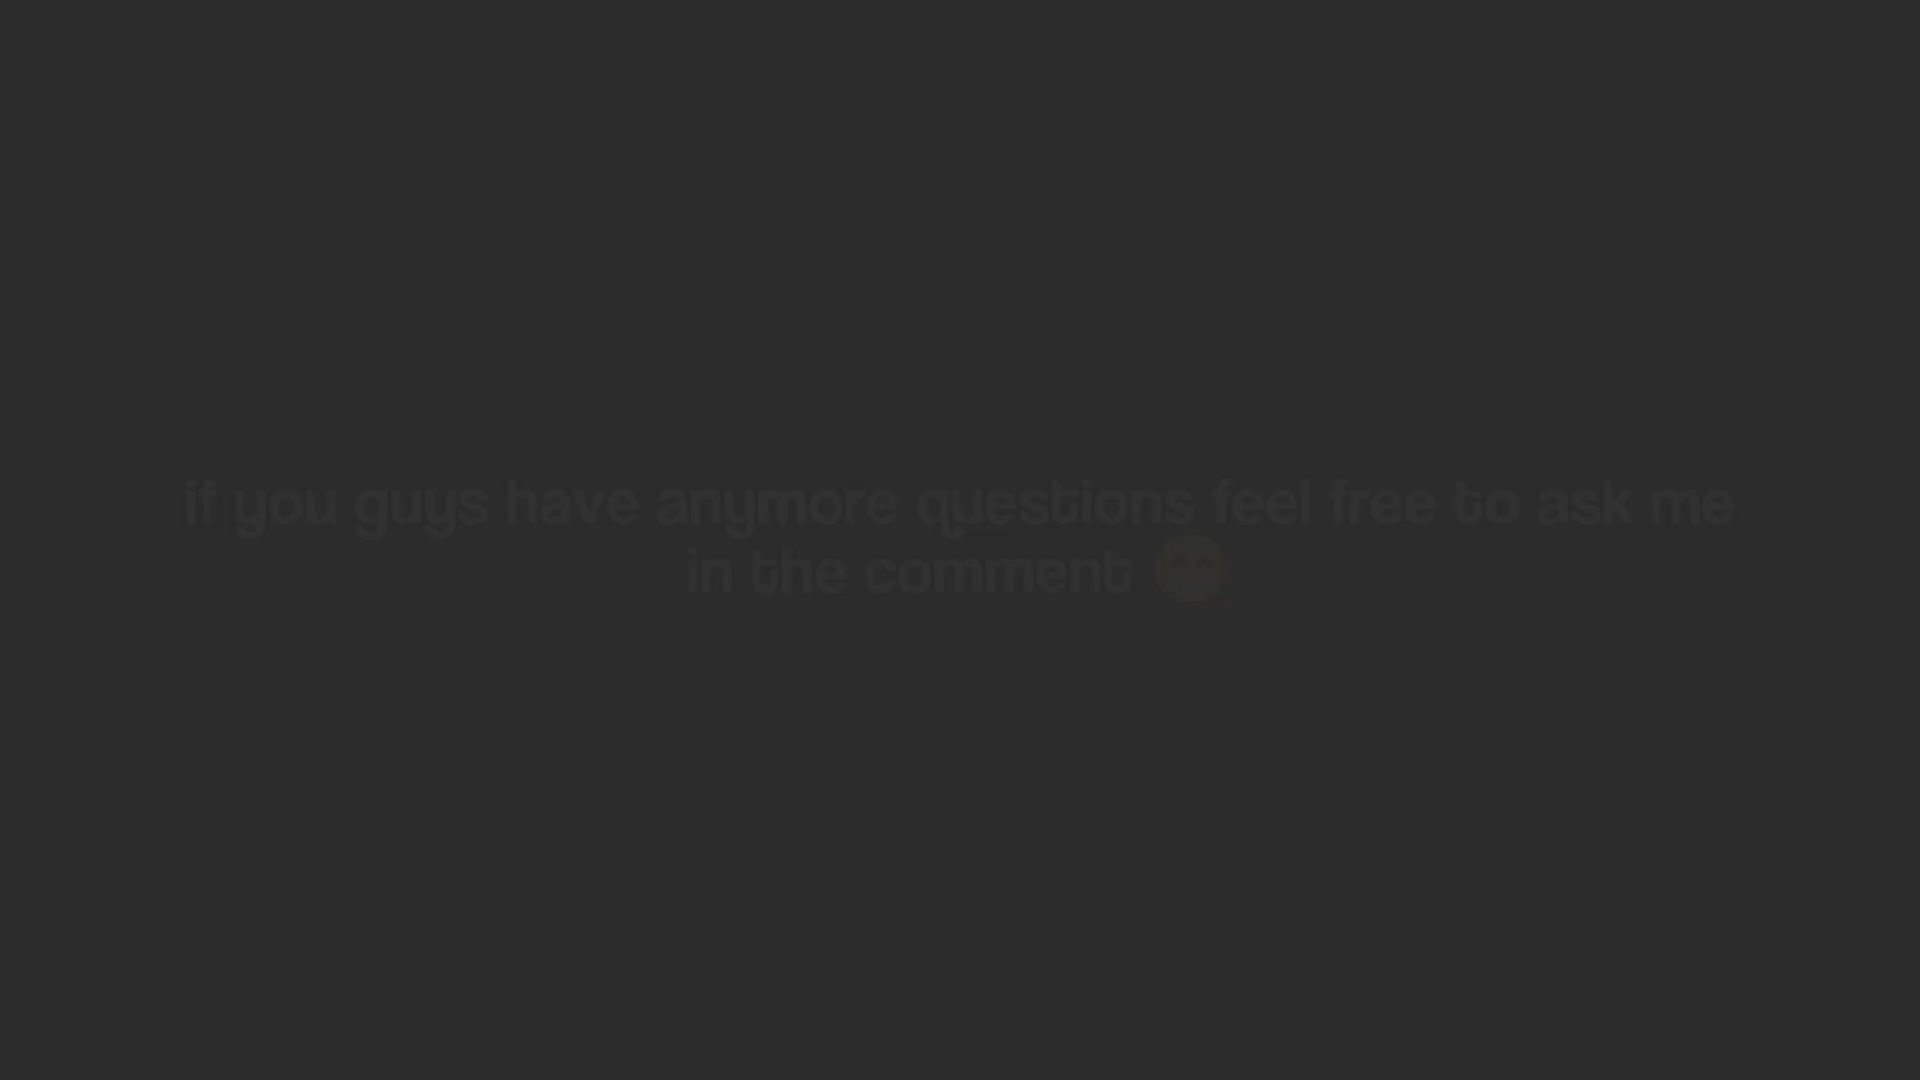 if you guys have anymore questions feel free to ask me
in the comment 😊